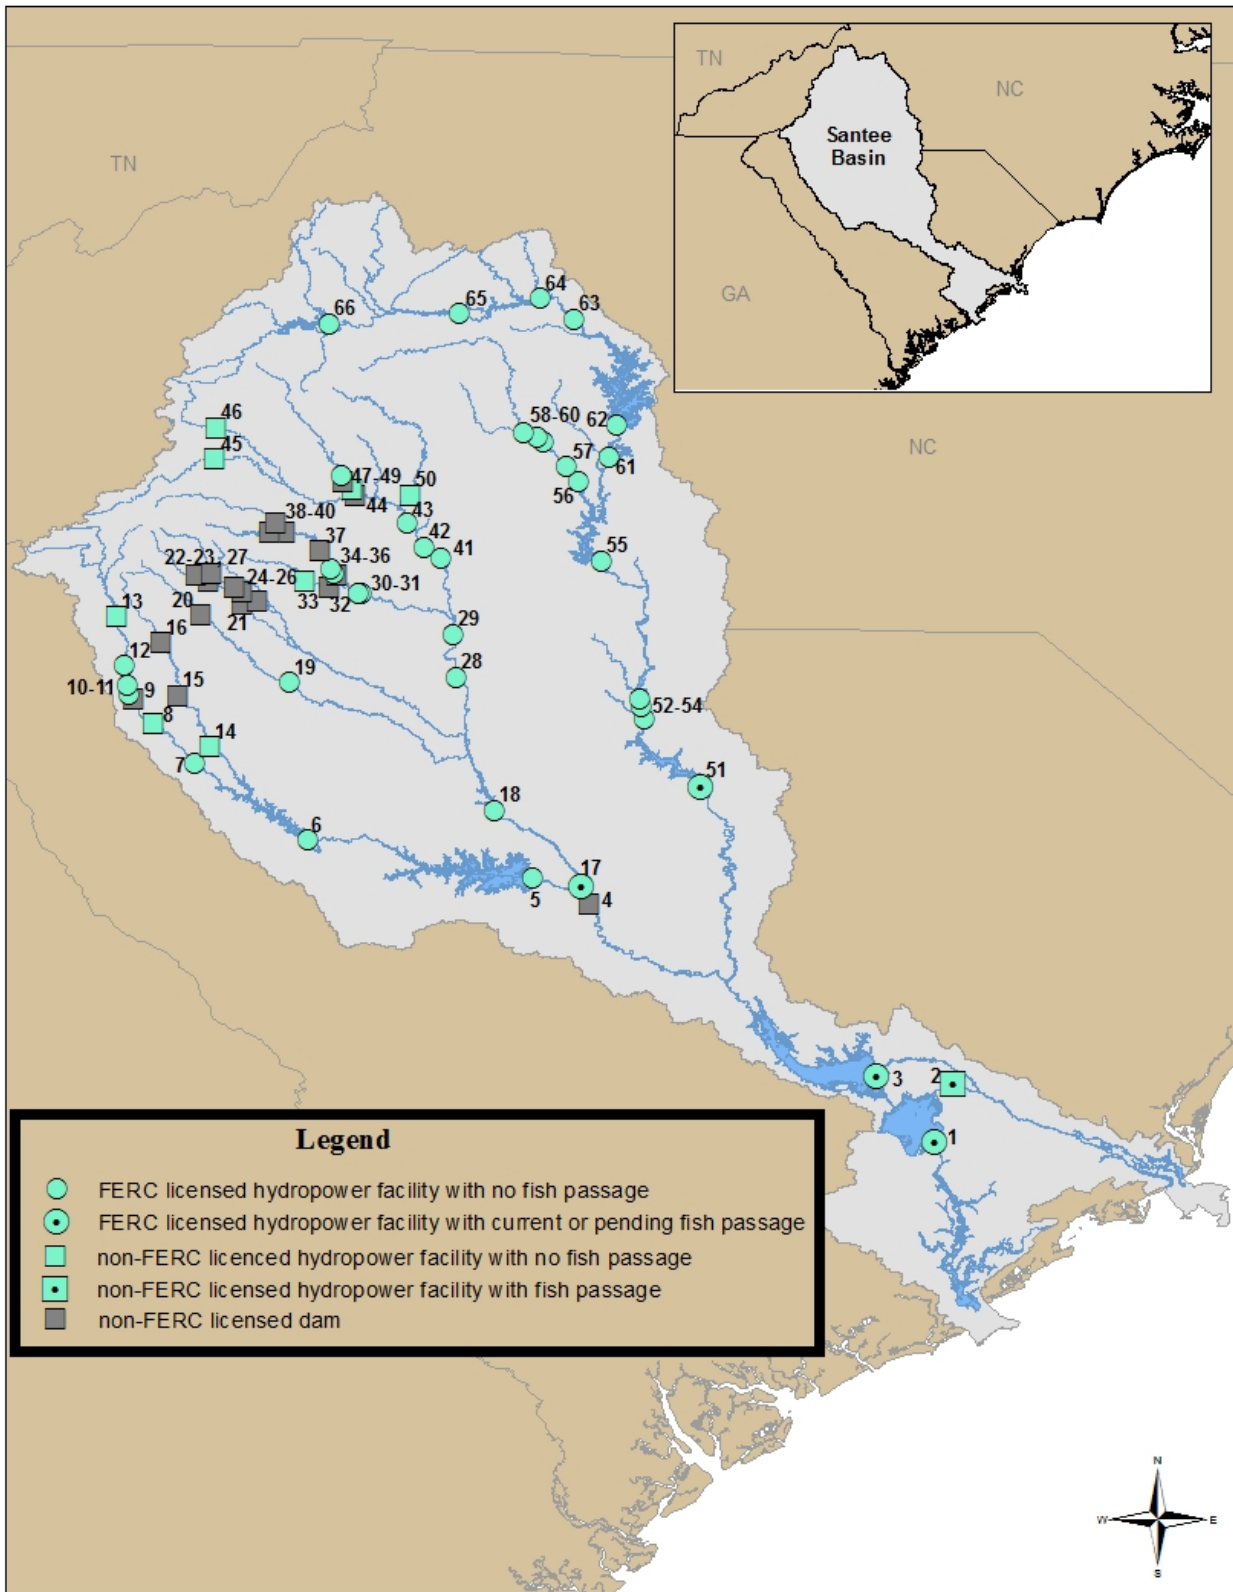 TN
NC
Santee
Basin
GA
TN
NC
64
65
63
66
46
58-60
62
45
57
61
47-49
50
56
44
38-40
43
37
42
55
22-23, 27
34-36
41
24-26
30-31
13
20
33
32
21
16
29
12
19
28
10-11
9
15
52-54
8
14
7
51
18
6
17
5
4
3
2
1
Legend
FERC licensed hydropower facility with no fish passage
FERC licensed hydropower facility with current or pending fish passage
non-FERC licenced hydropower facility with no fish passage
non-FERC licensed hydropower facility with fish passage
non-FERC licensed dam
N
W
E
S